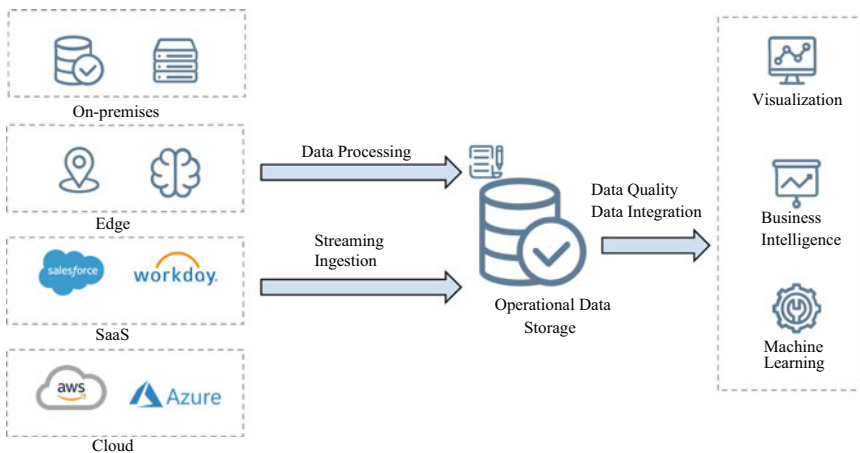 On-premises
Edge
salesforce
workday.
SaaS
aws
Azure
Cloud
Data Processing
Streaming
Ingestion
Operational Data
Storage
Data Quality
Data Integration
Visualization
Business
Intelligence
Machine
Learning